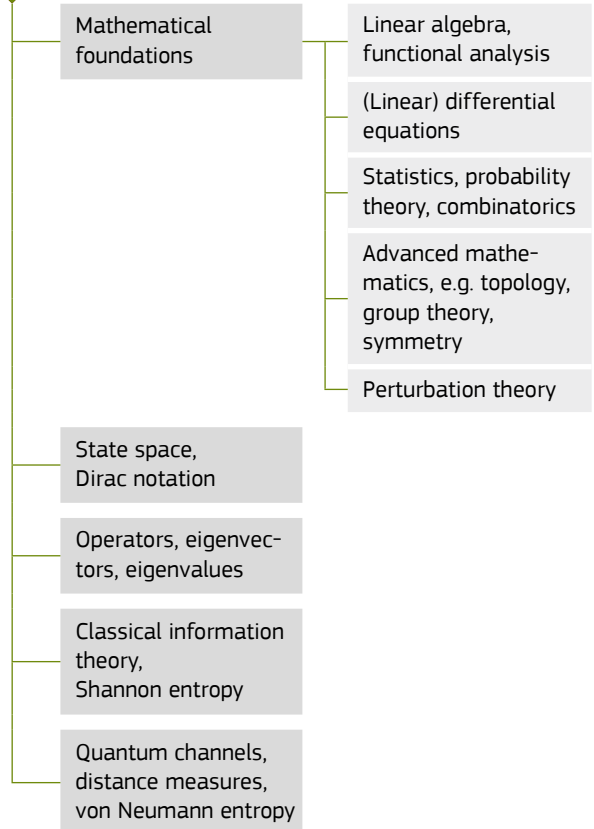 Mathematical
foundations
Linear algebra,
functional analysis
(Linear) differential
equations
Statistics, probability
theory, combinatorics
Advanced mathe-
matics, e.g. topology,
group theory,
symmetry
Perturbation theory
State space,
Dirac notation
Operators, eigenvec-
tors, eigenvalues
Classical information
theory,
Shannon entropy
Quantum channels,
distance measures,
von Neumann entropy